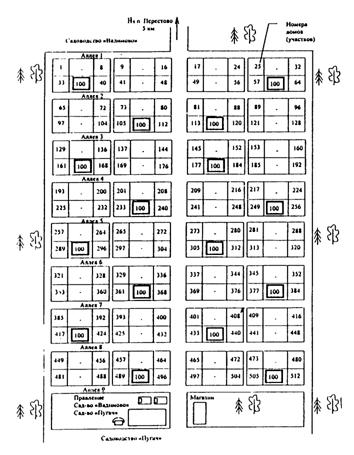 Н п Перестово
3 км
Номера домов (участков)
Садоводство «Вадимово»
Аллея 1
1 . 8 9 . 16 17 . 24 25 . 32
33 100 40 41 . 48 49 . 56 57 100 64
Аллея 2
65 . 72 73 . 80 81 . 88 89 . 96
97 . 104 105 100 112 113 100 120 121 . 128
Аллея 3
129 . 136 137 . 144 145 . 152 153 . 160
161 100 168 169 . 176 177 100 184 185 . 192
Аллея 4
193 . 200 201 . 208 209 . 216 217 . 224
225 . 232 233 100 240 241 . 248 249 100 256
Аллея 5
257 . 264 265 . 272 273 . 280 281 . 288
289 100 296 297 . 304 305 100 312 313 . 320
Аллея 6
321 . 328 329 . 336 337 . 344 345 . 352
353 . 360 361 100 368 369 . 376 377 100 384
Аллея 7
385 . 392 393 . 400 401 . 408 409 . 416
417 100 424 425 . 432 433 100 440 441 . 448
Аллея 8
449 . 456 457 . 464 465 . 472 473 . 480
481 . 488 489 100 496 497 . 504 505 100 512
Аллея 9
Правление
Сад-во «Вадимово»
Сад-во «Пугач»
Магазин
Садоводство «Пугач»